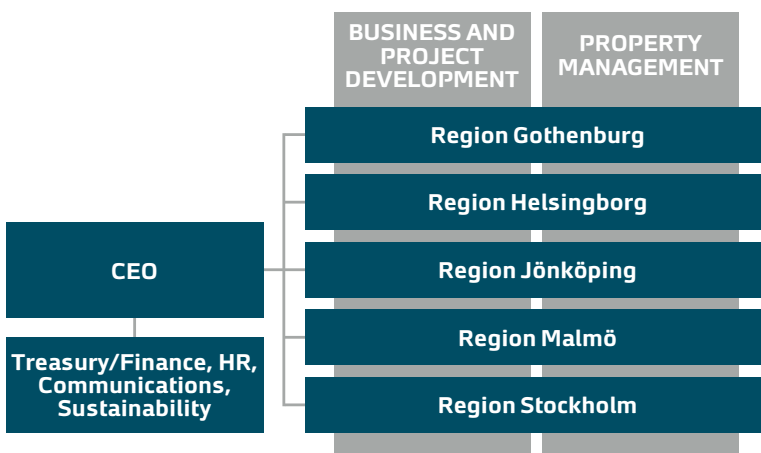 BUSINESS AND
PROJECT
DEVELOPMENT
PROPERTY
MANAGEMENT
Region Gothenburg
Region Helsingborg
CEO
Region Jönköping
Region Malmö
Treasury/Finance, HR,
Communications,
Sustainability
Region Stockholm